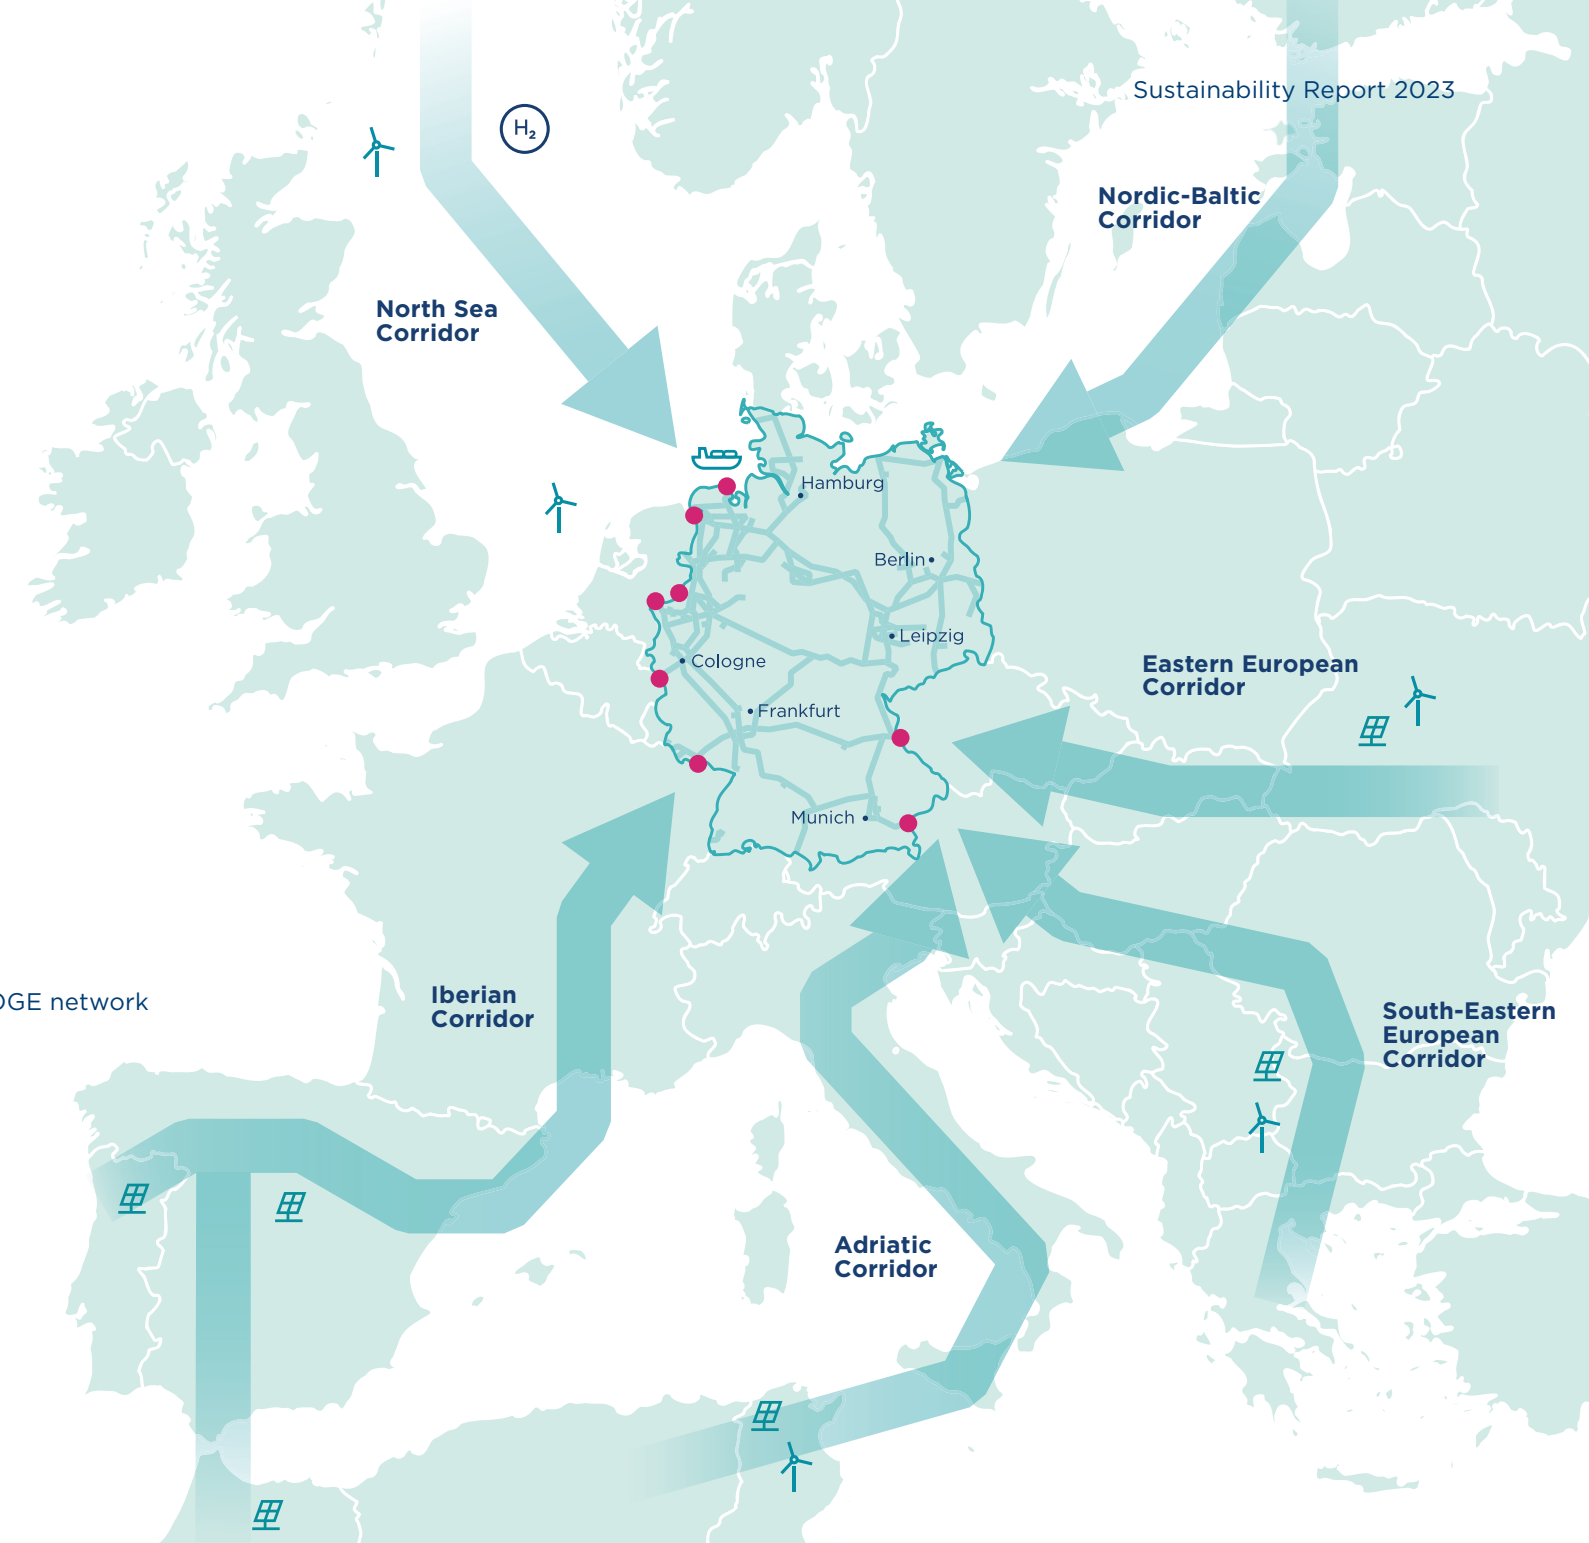 Sustainability Report 2023
H₂
Nordic-Baltic
Corridor
North Sea
Corridor
Hamburg
Berlin
Leipzig
Cologne
Eastern European
Corridor
Frankfurt
Munich
Iberian
Corridor
OGE network
South-Eastern
European
Corridor
Adriatic
Corridor